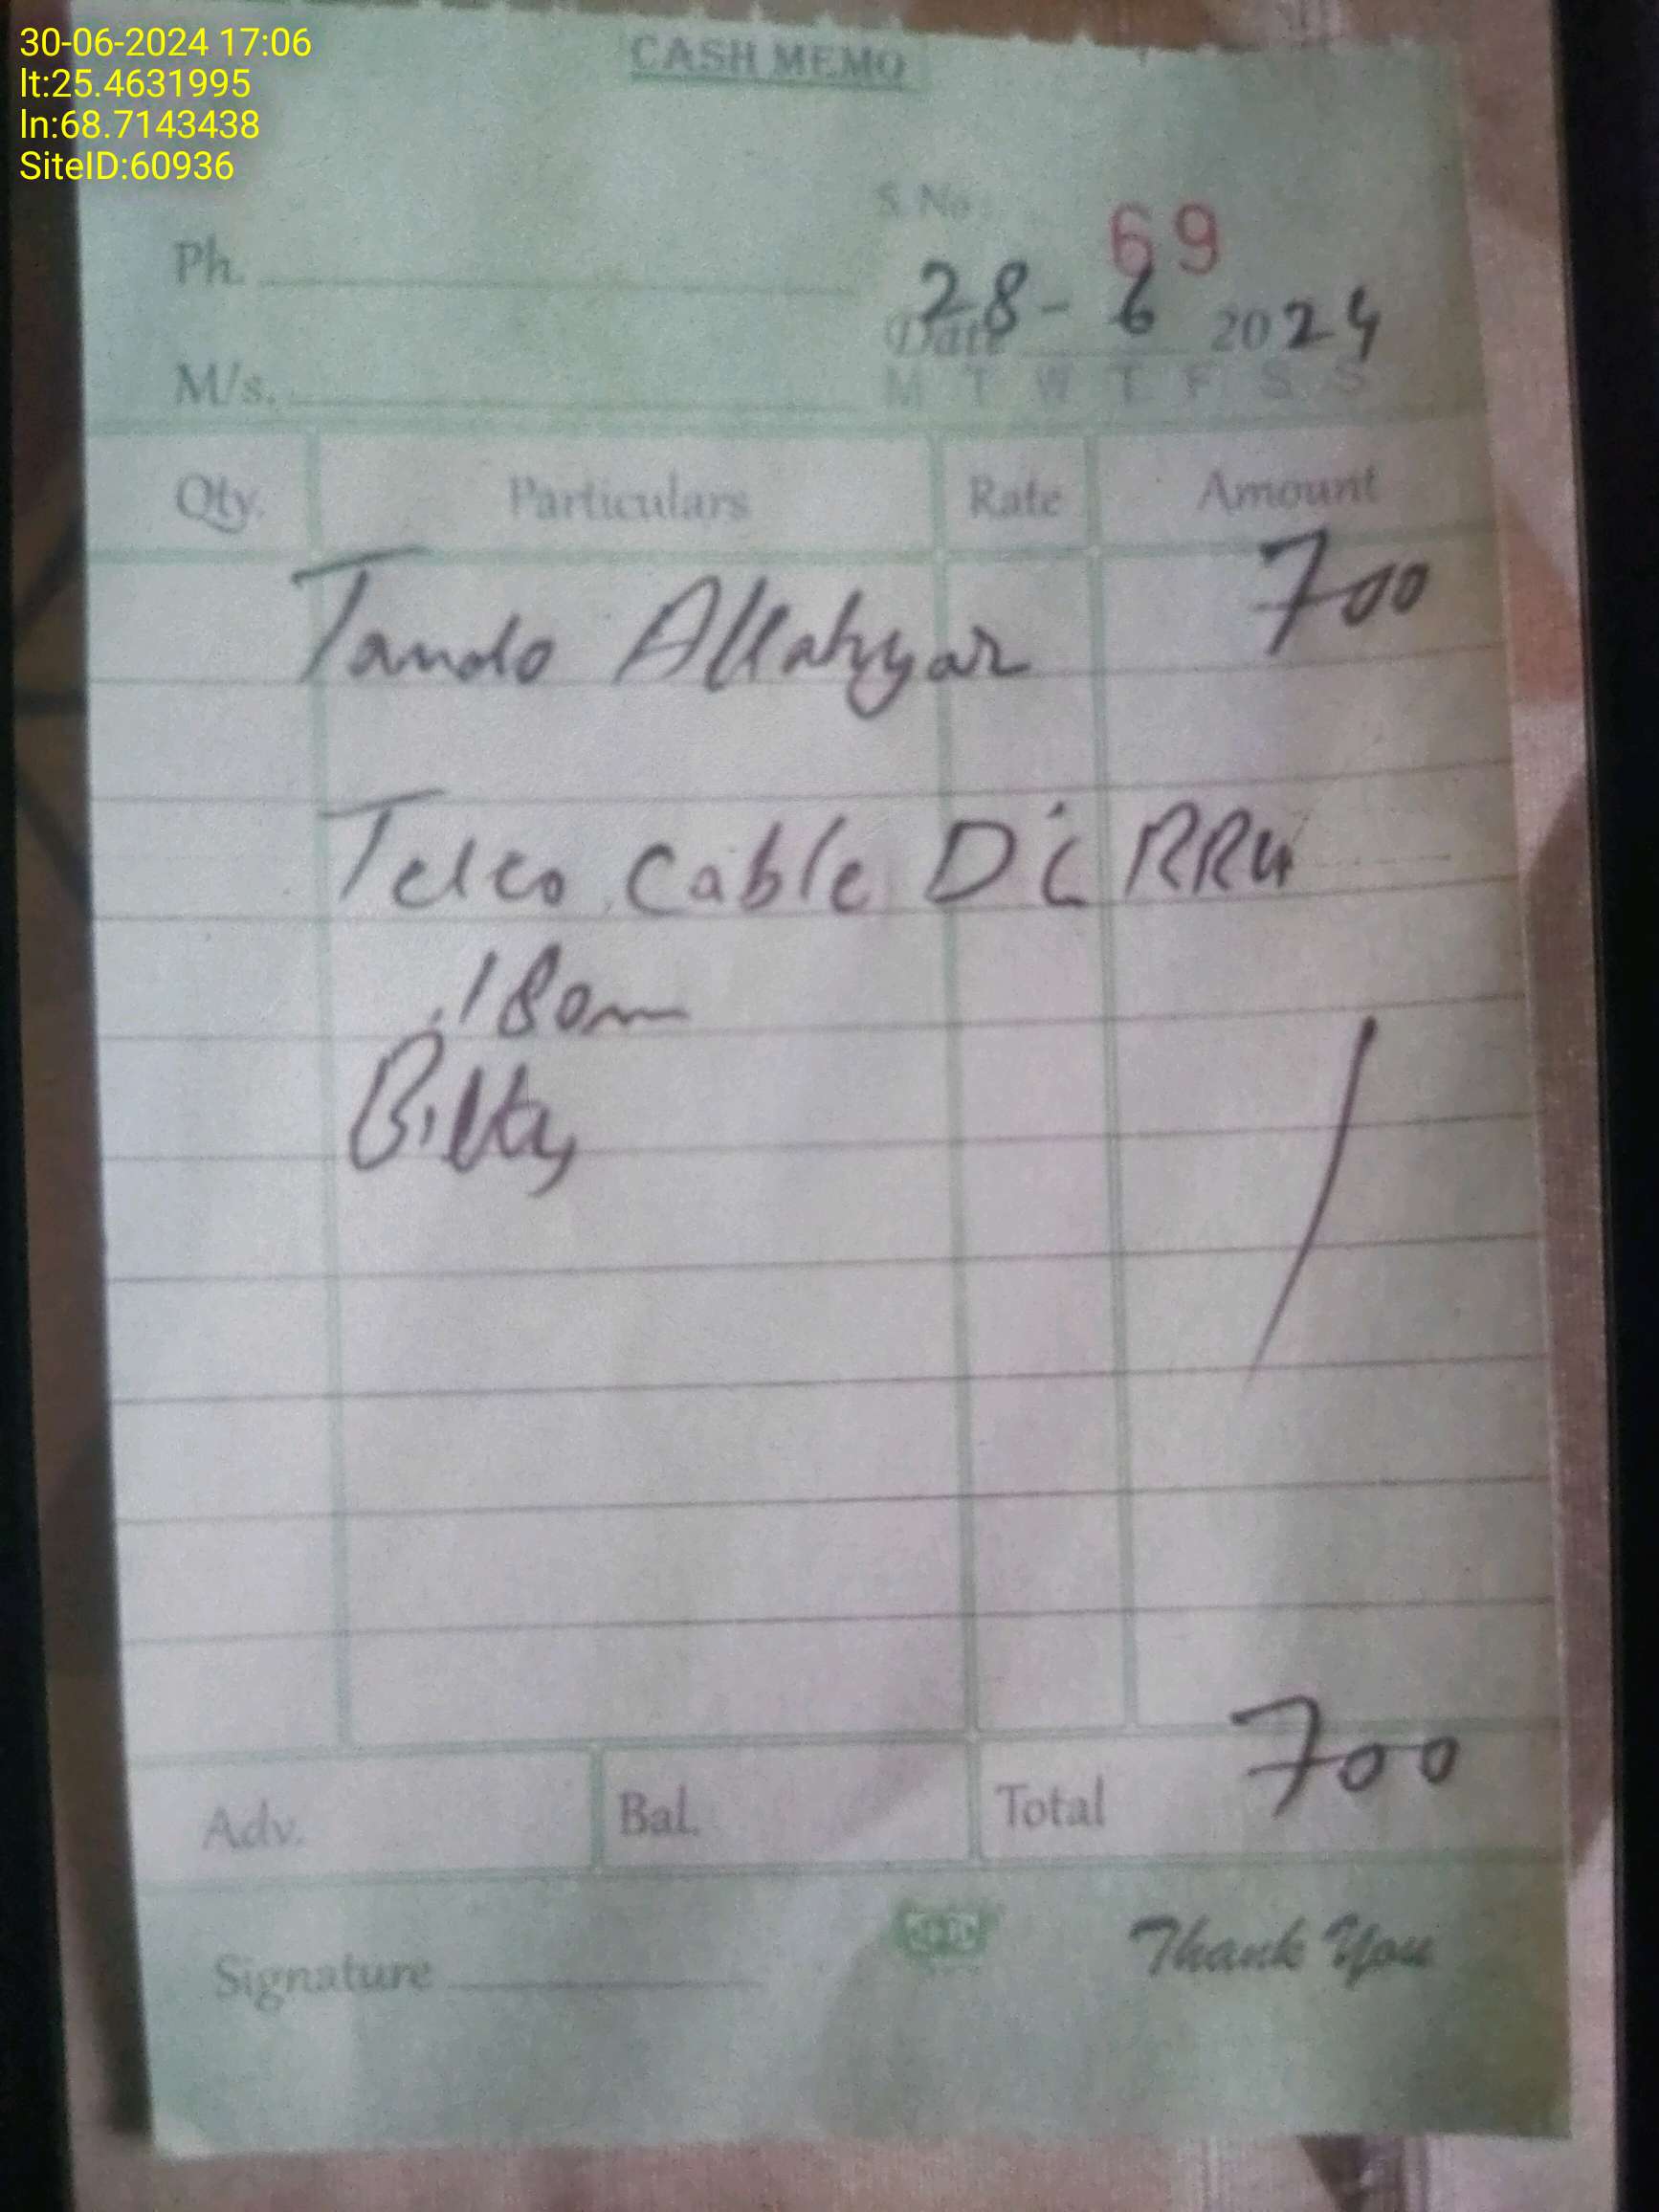 30-06-2024 17:06
lt:25.4631995
ln:68.7143438
SiteID:60936
CASH MEMO
S. No. 69
Ph.
Date 28-6 2024
M/s.
M T W T F S S
Qty. Particulars Rate Amount
Tando Allahyar 700
Telco Cable DC RRU
180m
Bilty
Adv. Bal. Total 700
Signature
Thank You